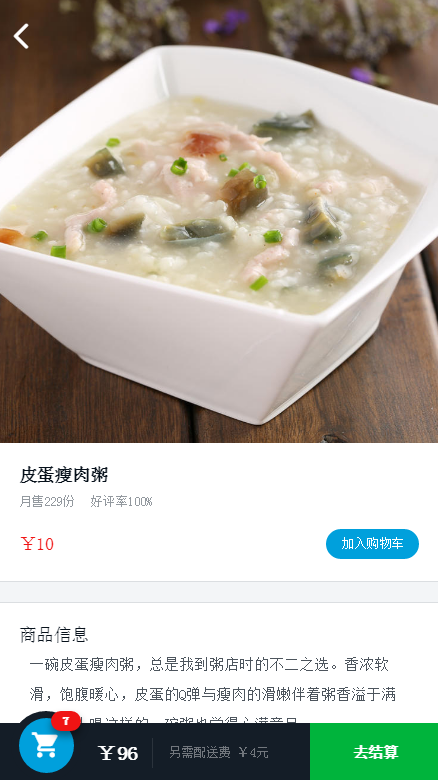 皮蛋瘦肉粥
月售229份 好评率100%
￥10
加入购物车
商品信息
一碗皮蛋瘦肉粥，总是我到粥店时的不二之选。香浓软
滑，饱腹暖心，皮蛋的Q弹与瘦肉的滑嫩伴着粥香溢于满
喝这样的一碗粥也觉得心满意足
7
￥96
另需配送费 ￥4元
去结算